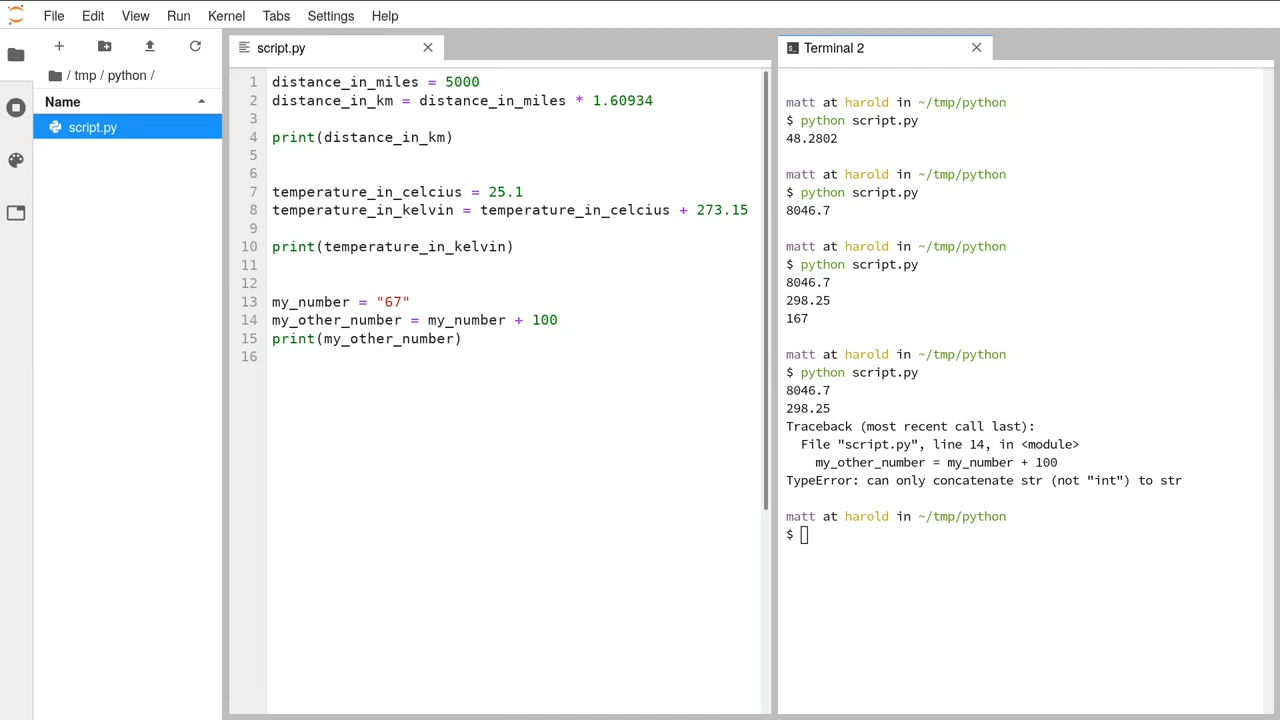 File Edit View Run Kernel Tabs Settings Help
/ tmp / python /
Name
script.py
script.py
1 distance_in_miles = 5000
2 distance_in_km = distance_in_miles * 1.60934
3
4 print(distance_in_km)
5
6
7 temperature_in_celcius = 25.1
8 temperature_in_kelvin = temperature_in_celcius + 273.15
9
10 print(temperature_in_kelvin)
11
12
13 my_number = "67"
14 my_other_number = my_number + 100
15 print(my_other_number)
16
Terminal 2
matt at harold in ~/tmp/python
$ python script.py
48.2802
matt at harold in ~/tmp/python
$ python script.py
8046.7
matt at harold in ~/tmp/python
$ python script.py
8046.7
298.25
167
matt at harold in ~/tmp/python
$ python script.py
8046.7
298.25
Traceback (most recent call last):
File "script.py", line 14, in <module>
my_other_number = my_number + 100
TypeError: can only concatenate str (not "int") to str
matt at harold in ~/tmp/python
$